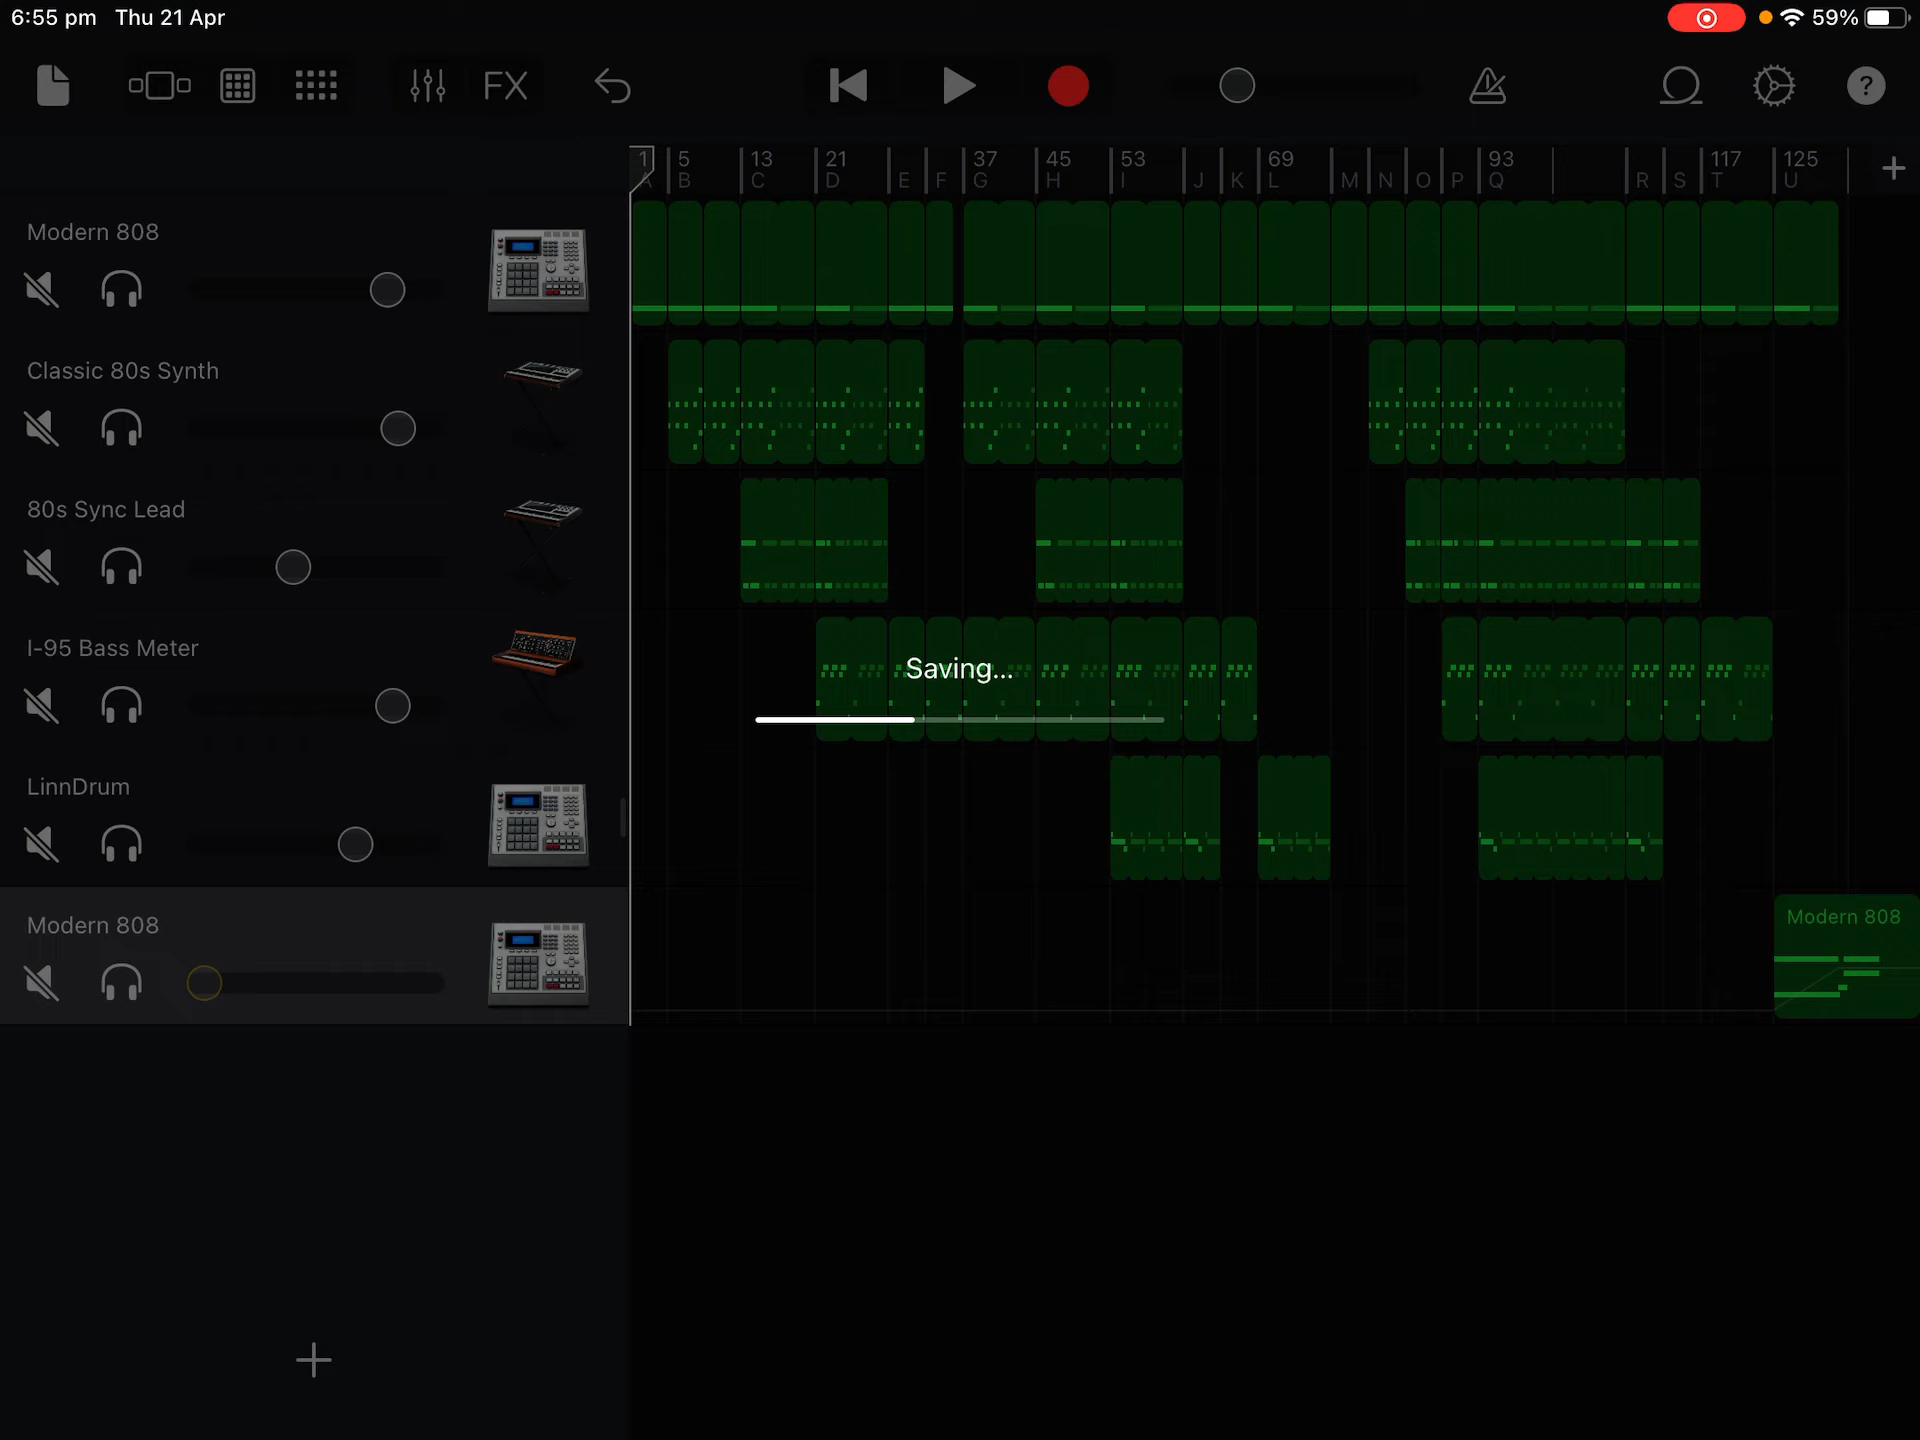 6:55 pm Thu 21 Apr 59%
FX ?
1 5 13 21 37 45 53 69 93 117 125
A B C D E F G H I J K L M N O P Q R S T U
Modern 808
Classic 80s Synth
80s Sync Lead
I-95 Bass Meter
Saving...
LinnDrum
Modern 808
Modern 808